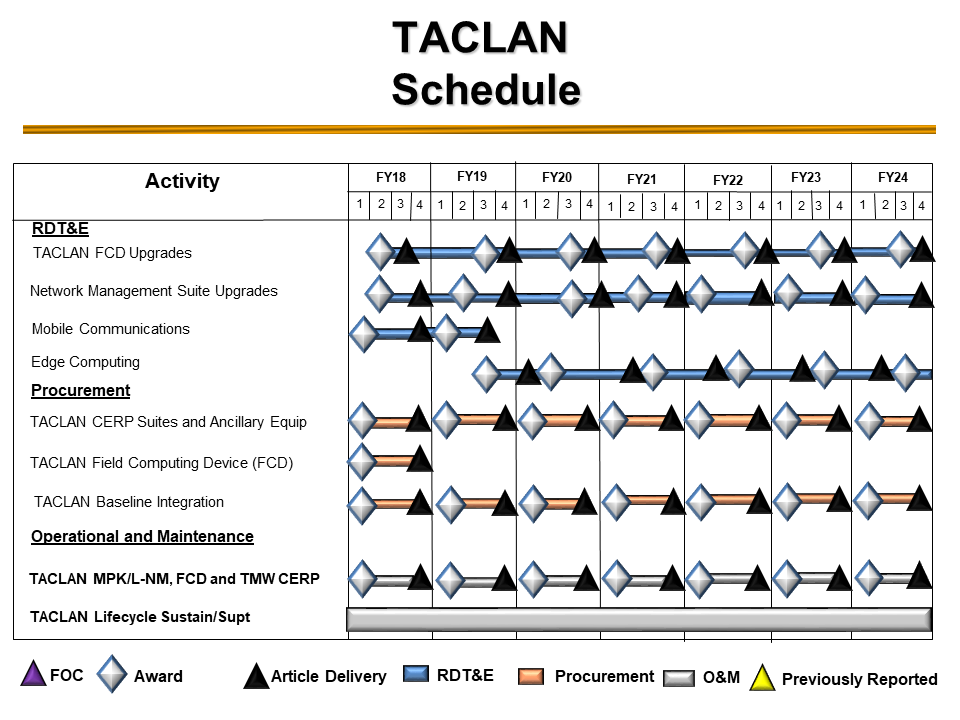 TACLAN
Schedule
Activity FY18 FY19 FY20 FY21 FY22 FY23 FY24
1 2 3 4 1 2 3 4 1 2 3 4 1 2 3 4 1 2 3 4 1 2 3 4 1 2 3 4
RDT&E
TACLAN FCD Upgrades
Network Management Suite Upgrades
Mobile Communications
Edge Computing
Procurement
TACLAN CERP Suites and Ancillary Equip
TACLAN Field Computing Device (FCD)
TACLAN Baseline Integration
Operational and Maintenance
TACLAN MPK/L-NM, FCD and TMW CERP
TACLAN Lifecycle Sustain/Supt
FOC Award Article Delivery RDT&E Procurement O&M Previously Reported